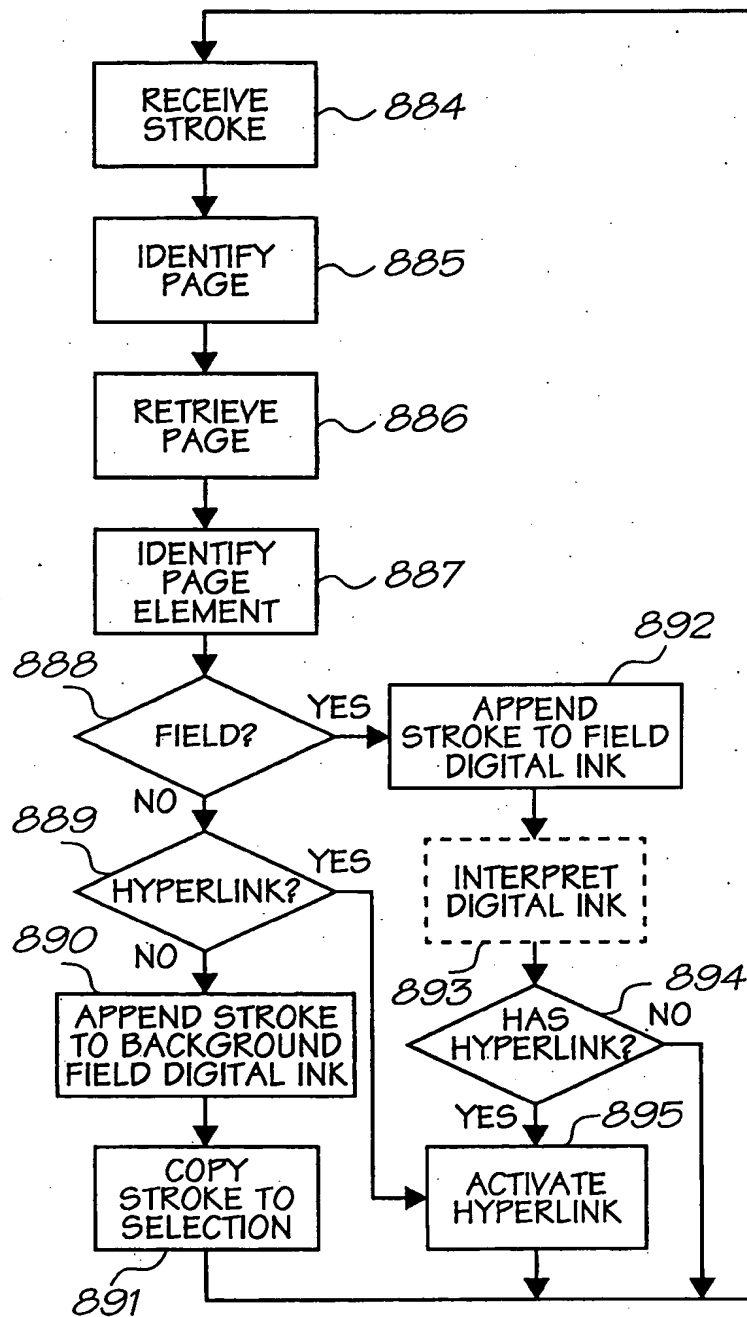 RECEIVE
STROKE
884
IDENTIFY
PAGE
885
RETRIEVE
PAGE
886
IDENTIFY
PAGE
ELEMENT
887
888
FIELD?
YES
NO
892
APPEND
STROKE TO FIELD
DIGITAL INK
889
HYPERLINK?
YES
NO
INTERPRET
DIGITAL INK
893
890
APPEND STROKE
TO BACKGROUND
FIELD DIGITAL INK
894
HAS
HYPERLINK?
NO
YES
895
COPY
STROKE TO
SELECTION
891
ACTIVATE
HYPERLINK